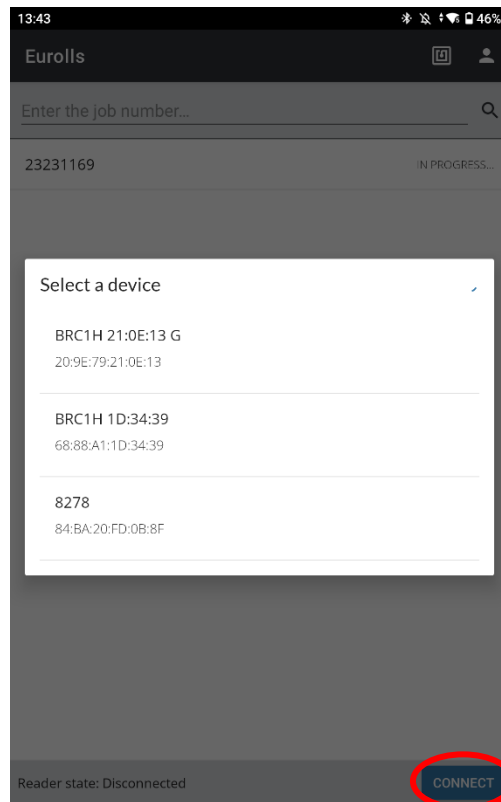 13:43 46%
Eurolls
Enter the job number...
23231169 IN PROGRESS...
Select a device
BRC1H 21:0E:13 G
20:9E:79:21:0E:13
BRC1H 1D:34:39
68:88:A1:1D:34:39
8278
84:BA:20:FD:0B:8F
Reader state: Disconnected CONNECT